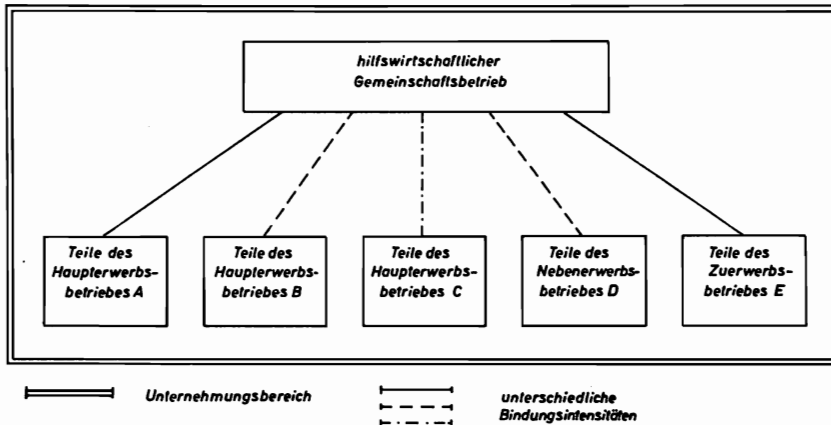 hilfswirtschaftlicher
Gemeinschaftsbetrieb
Teile des
Haupterwerbs-
betriebes A
Teile des
Haupterwerbs-
betriebes B
Teile des
Haupterwerbs-
betriebes C
Teile des
Nebenerwerbs-
betriebes D
Teile des
Zuerwerbs-
betriebes E
Unternehmungsbereich
unterschiedliche
Bindungsintensitäten